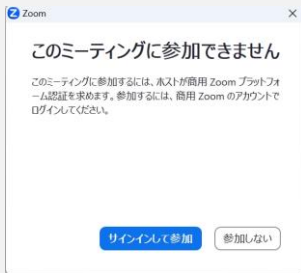 Zoom
このミーティングに参加できません
このミーティングに参加するには、ホストが商用 Zoom プラットフォ
ーム認証を求めます。参加するには、商用 Zoom のアカウントで
ログインしてください。
サインインして参加
参加しない